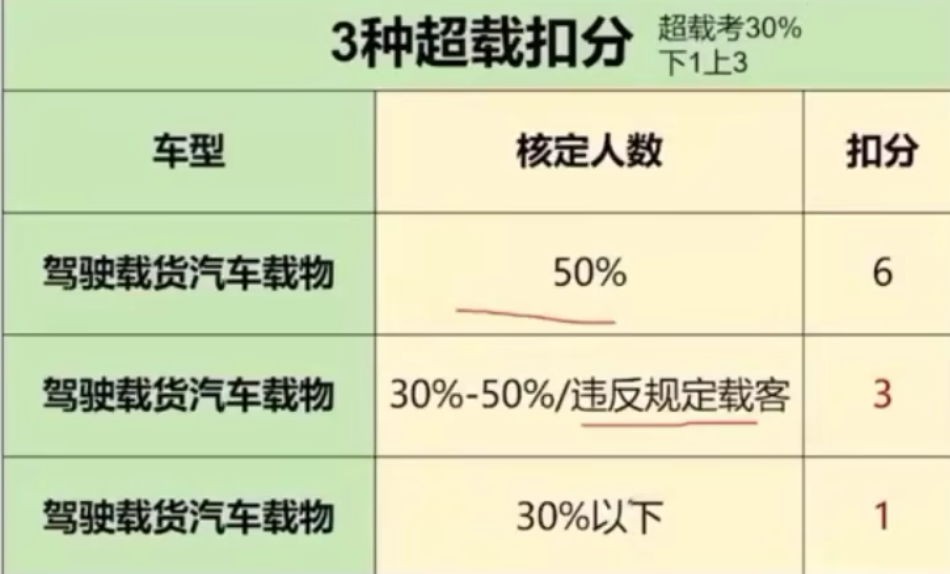 3种超载扣分
超载考30%
下1上3
车型 核定人数 扣分
驾驶载货汽车载物 50% 6
驾驶载货汽车载物 30%-50%/违反规定载客 3
驾驶载货汽车载物 30%以下 1